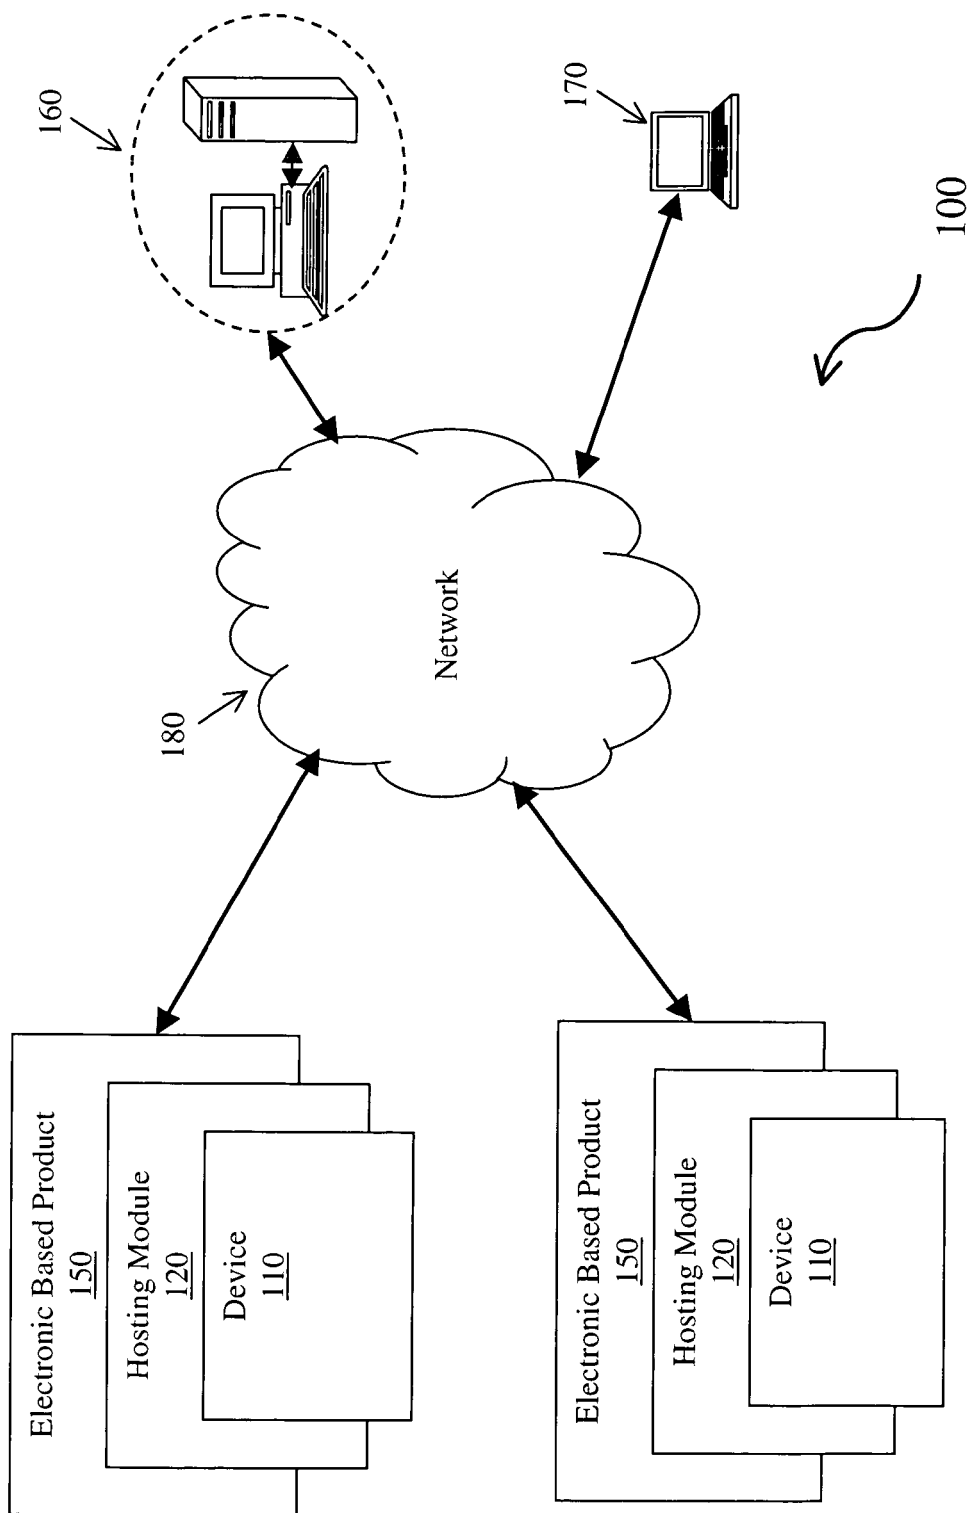 Electronic Based Product
150
Hosting Module
120
Device
110
Electronic Based Product
150
Hosting Module
120
Device
110
180
Network
160
170
100